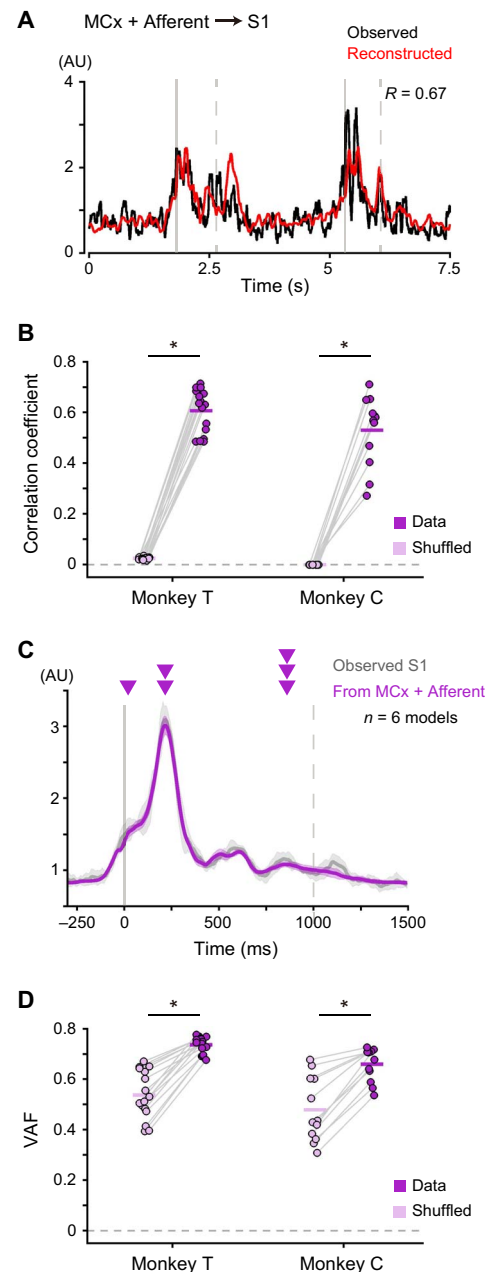 A
MCx + Afferent → S1
(AU)
Observed
Reconstructed
R = 0.67
4
2
0
0
2.5
5
7.5
Time (s)
B
*
*
0.8
0.6
0.4
0.2
0
Correlation coefficient
Data
Shuffled
Monkey T
Monkey C
C
(AU)
Observed S1
From MCx + Afferent
n = 6 models
3
2
1
–250
0
250
500
750
1000
1250
1500
Time (ms)
D
*
*
0.8
0.6
0.4
0.2
0
VAF
Data
Shuffled
Monkey T
Monkey C